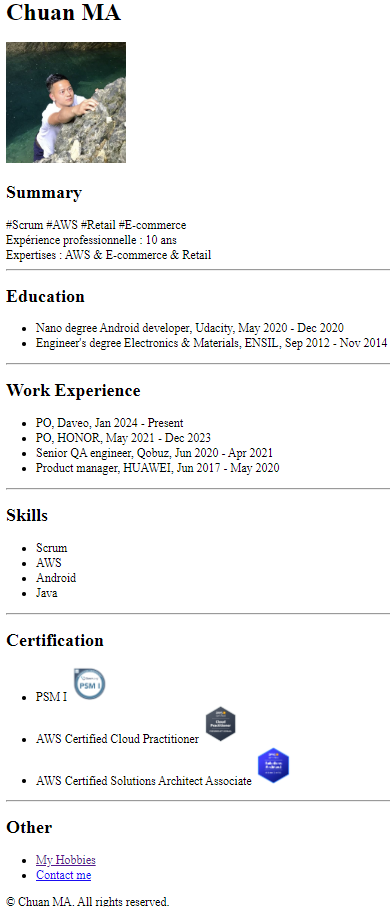 Chuan MA
Summary
#Scrum #AWS #Retail #E-commerce
Expérience professionnelle : 10 ans
Expertises : AWS & E-commerce & Retail
Education
Nano degree Android developer, Udacity, May 2020 - Dec 2020
Engineer's degree Electronics & Materials, ENSIL, Sep 2012 - Nov 2014
Work Experience
PO, Daveo, Jan 2024 - Present
PO, HONOR, May 2021 - Dec 2023
Senior QA engineer, Qobuz, Jun 2020 - Apr 2021
Product manager, HUAWEI, Jun 2017 - May 2020
Skills
Scrum
AWS
Android
Java
Certification
PSM I
PSM I
AWS Certified Cloud Practitioner
AWS Certified Solutions Architect Associate
Other
My Hobbies
Contact me
© Chuan MA. All rights reserved.